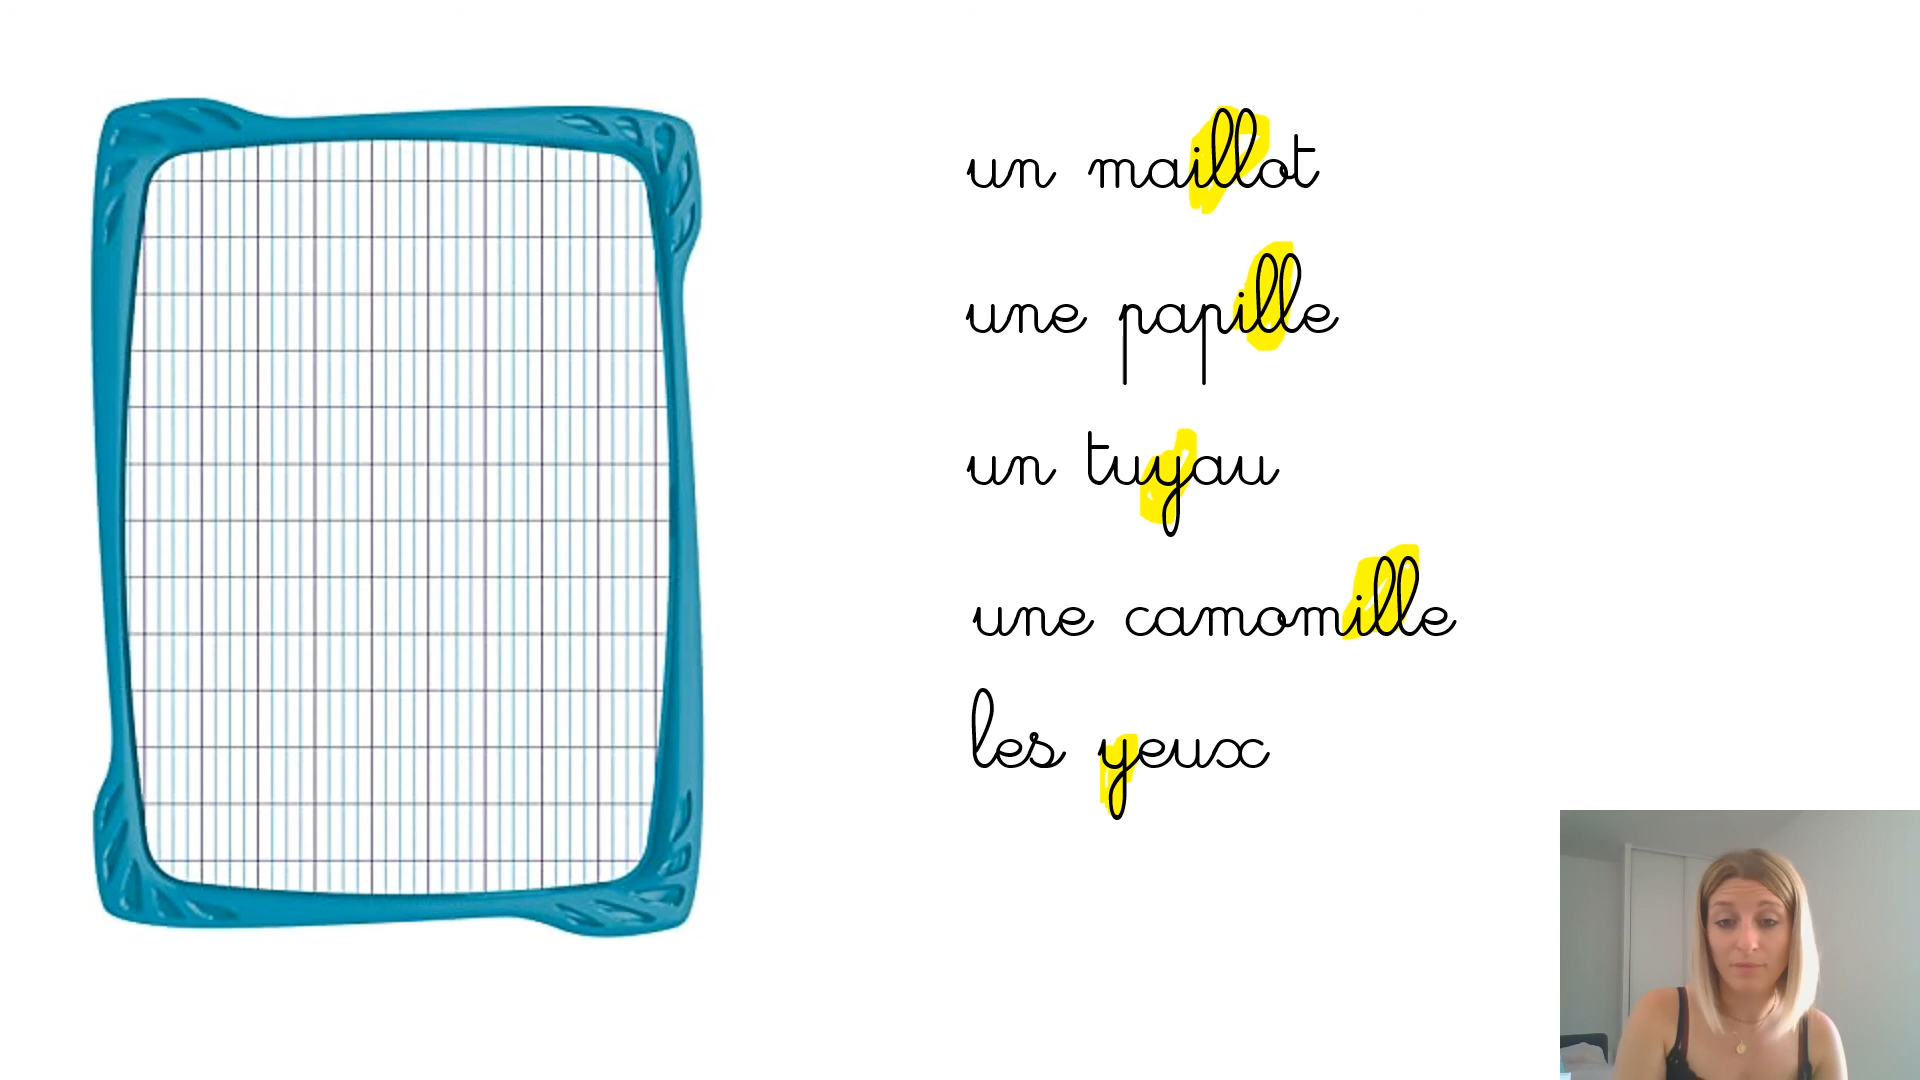 un maillot
une papille
un tuyau
une camomille
les yeux